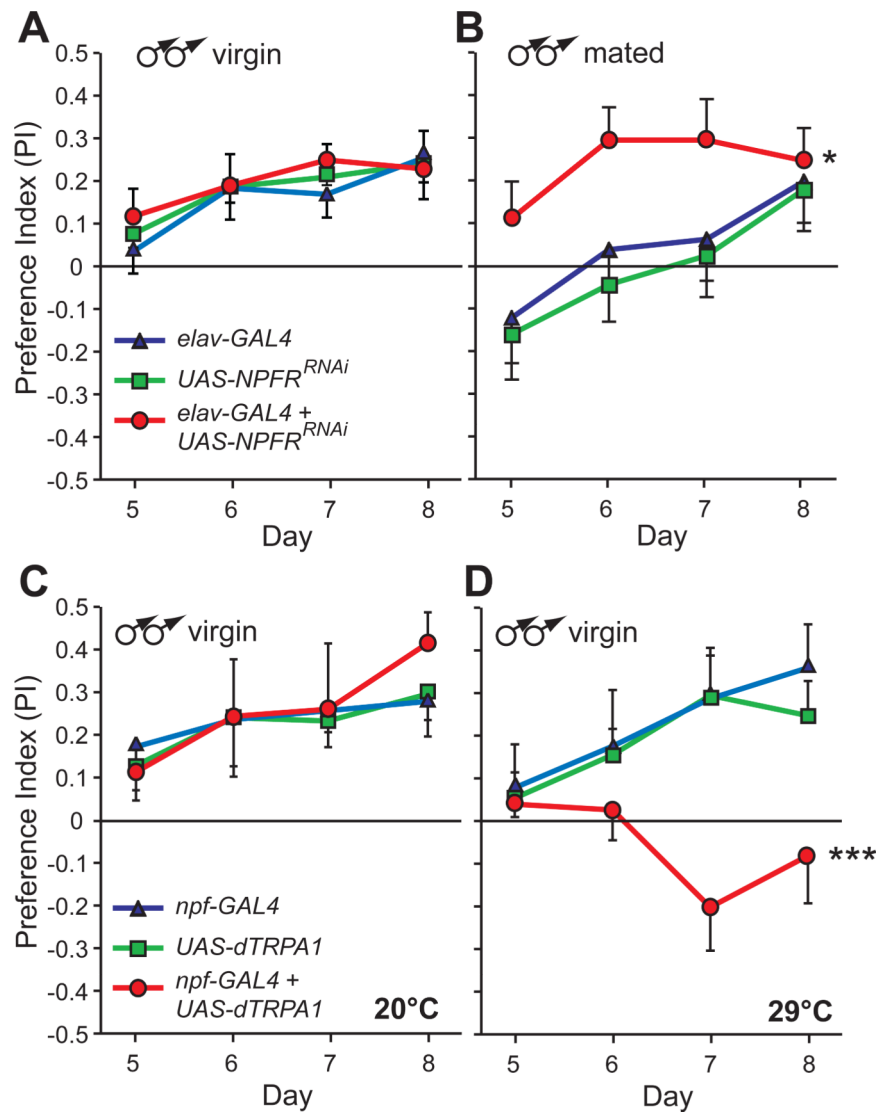 A
virgin
0.5
0.4
0.3
0.2
0.1
0
-0.1
-0.2
-0.3
-0.4
-0.5
Preference Index (PI)
elav-GAL4
UAS-NPFR^RNAi
elav-GAL4 +
UAS-NPFR^RNAi
5 6 7 8
Day
B
mated
*
5 6 7 8
Day
C
virgin
0.5
0.4
0.3
0.2
0.1
0
-0.1
-0.2
-0.3
-0.4
-0.5
Preference Index (PI)
npf-GAL4
UAS-dTRPA1
npf-GAL4 +
UAS-dTRPA1
20°C
5 6 7 8
Day
D
virgin
***
29°C
5 6 7 8
Day